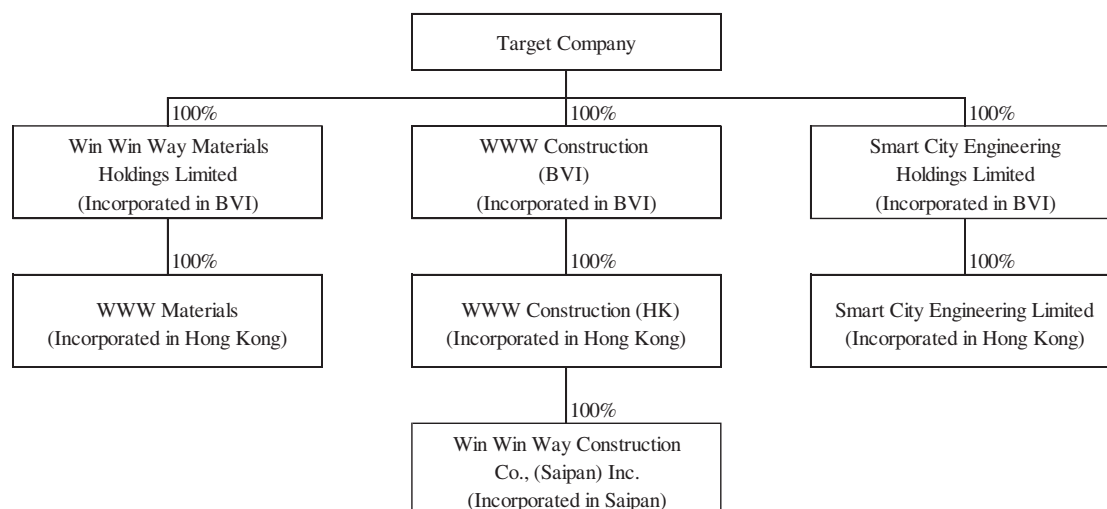 Target Company
100%
100%
100%
Win Win Way Materials
Holdings Limited
(Incorporated in BVI)
WWW Construction
(BVI)
(Incorporated in BVI)
Smart City Engineering
Holdings Limited
(Incorporated in BVI)
100%
100%
100%
WWW Materials
(Incorporated in Hong Kong)
WWW Construction (HK)
(Incorporated in Hong Kong)
Smart City Engineering Limited
(Incorporated in Hong Kong)
100%
Win Win Way Construction
Co., (Saipan) Inc.
(Incorporated in Saipan)